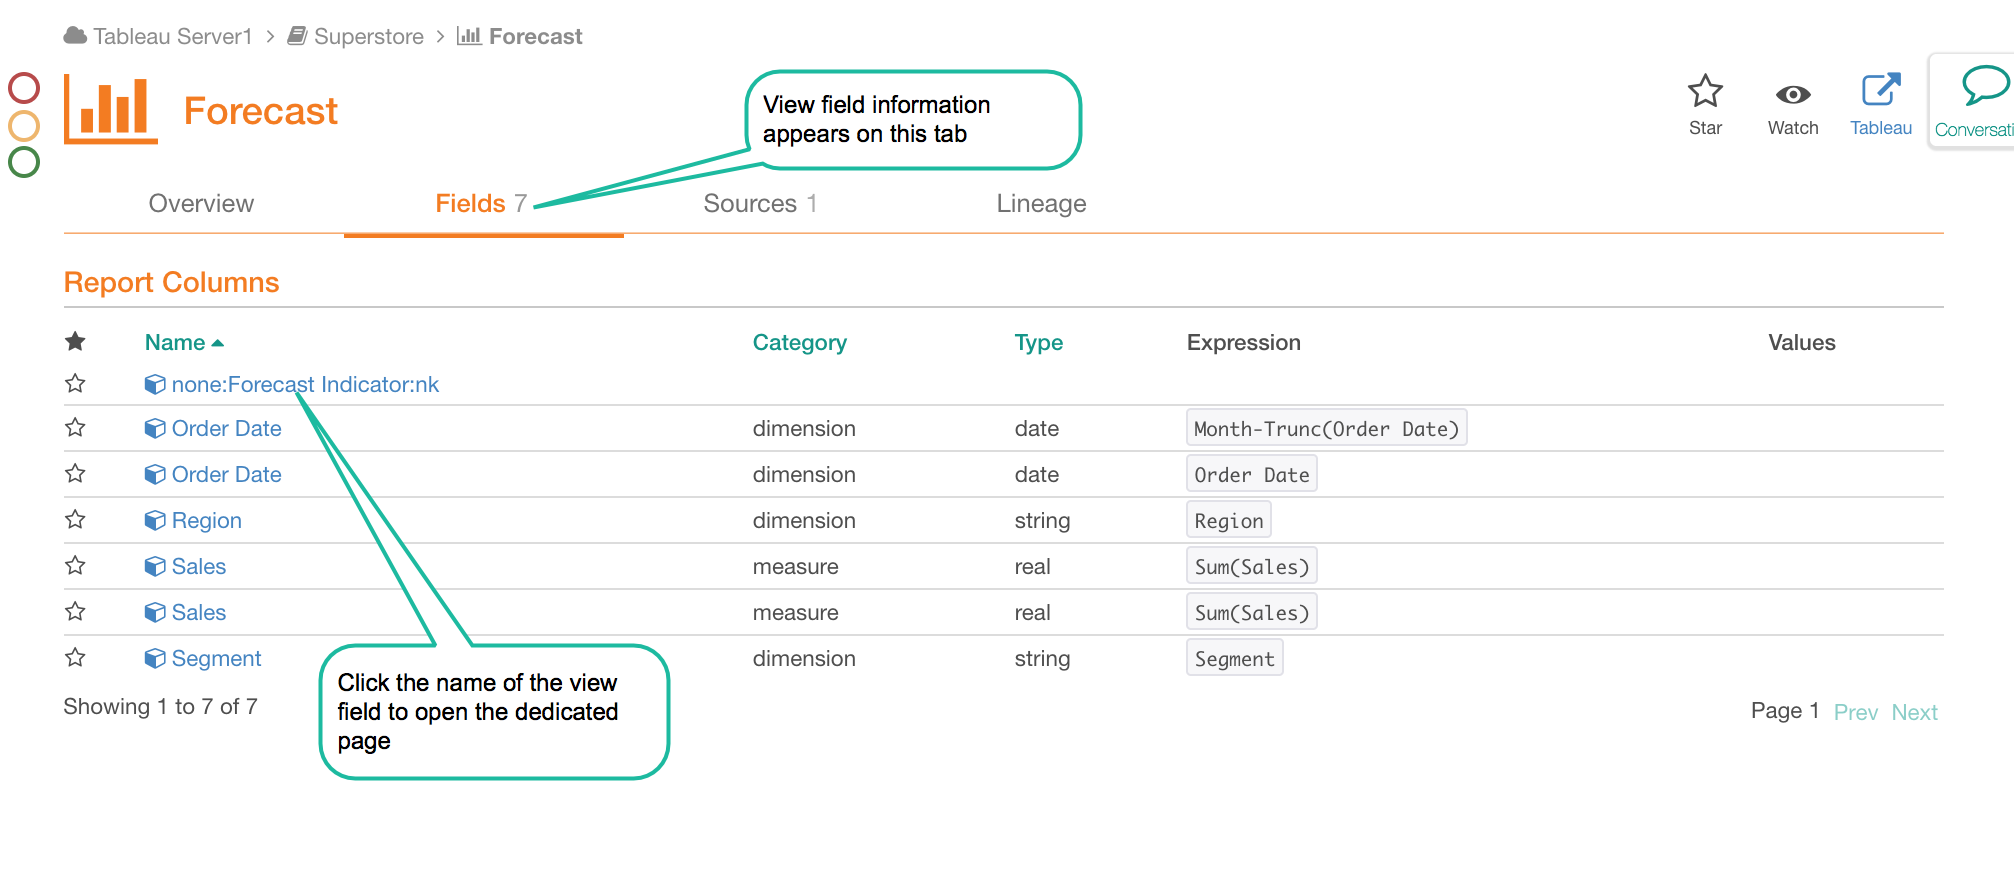 Tableau Server1 > Superstore > Forecast
Forecast
View field information
appears on this tab
Star
Watch
Tableau
Conversati
Overview
Fields 7
Sources 1
Lineage
Report Columns
Name Category Type Expression Values
none:Forecast Indicator:nk
Order Date dimension date Month-Trunc(Order Date)
Order Date dimension date Order Date
Region dimension string Region
Sales measure real Sum(Sales)
Sales measure real Sum(Sales)
Segment dimension string Segment
Click the name of the view
field to open the dedicated
page
Showing 1 to 7 of 7
Page 1 Prev Next